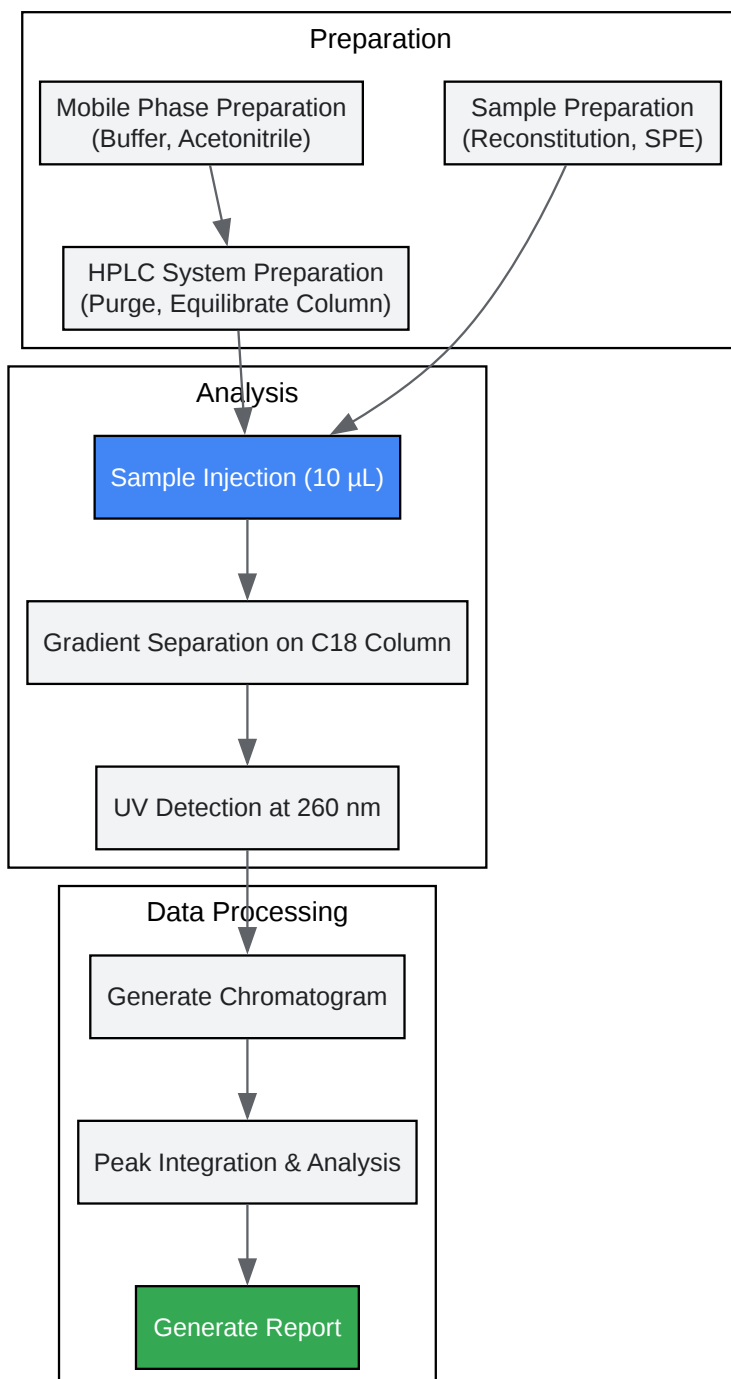 Preparation
Mobile Phase Preparation
(Buffer, Acetonitrile)
Sample Preparation
(Reconstitution, SPE)
HPLC System Preparation
(Purge, Equilibrate Column)
Analysis
Sample Injection (10 µL)
Gradient Separation on C18 Column
UV Detection at 260 nm
Data Processing
Generate Chromatogram
Peak Integration & Analysis
Generate Report